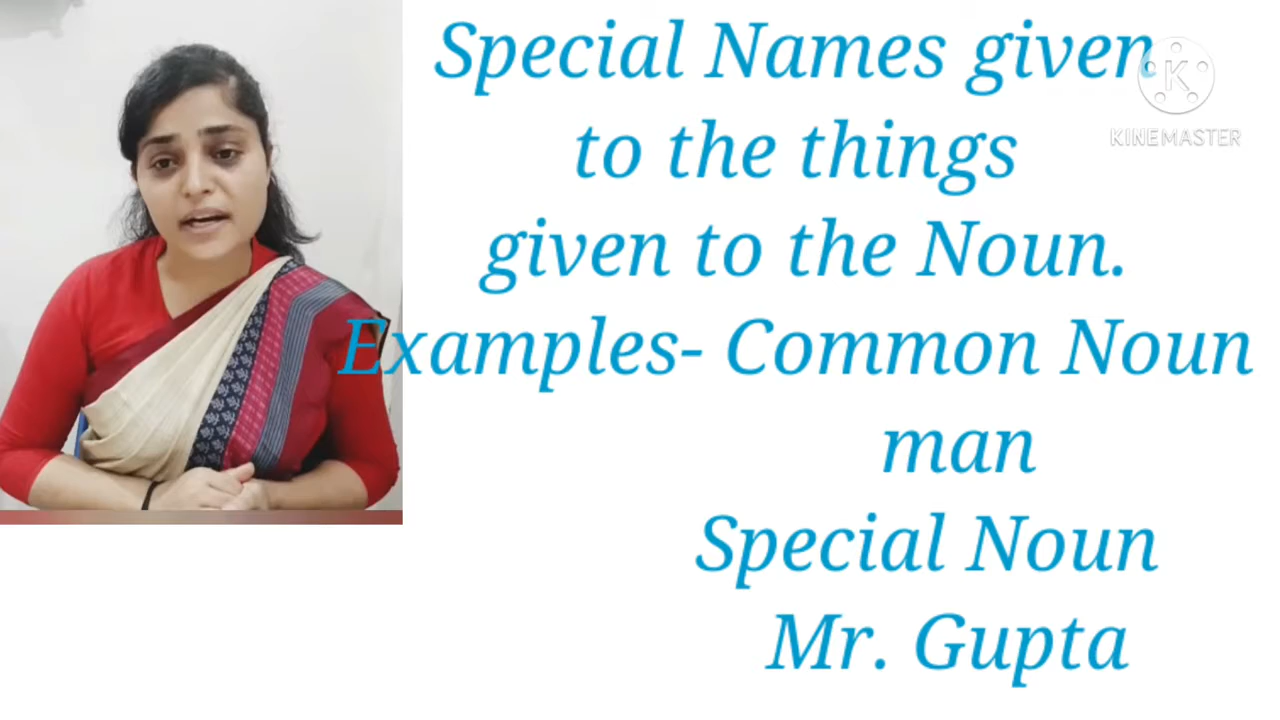 Special Names given
to the things
given to the Noun.
Examples- Common Noun
man
Special Noun
Mr. Gupta
K
KINEMASTER